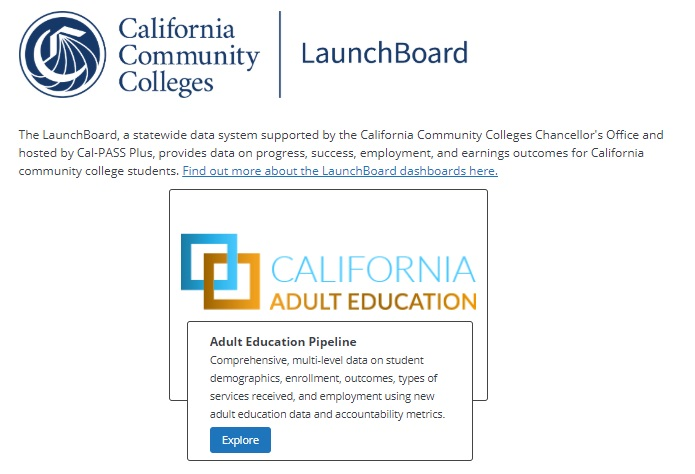 California
Community
Colleges
LaunchBoard
The LaunchBoard, a statewide data system supported by the California Community Colleges Chancellor's Office and
hosted by Cal-PASS Plus, provides data on progress, success, employment, and earnings outcomes for California
community college students. Find out more about the LaunchBoard dashboards here.
CALIFORNIA
ADULT EDUCATION
Adult Education Pipeline
Comprehensive, multi-level data on student
demographics, enrollment, outcomes, types of
services received, and employment using new
adult education data and accountability metrics.
Explore